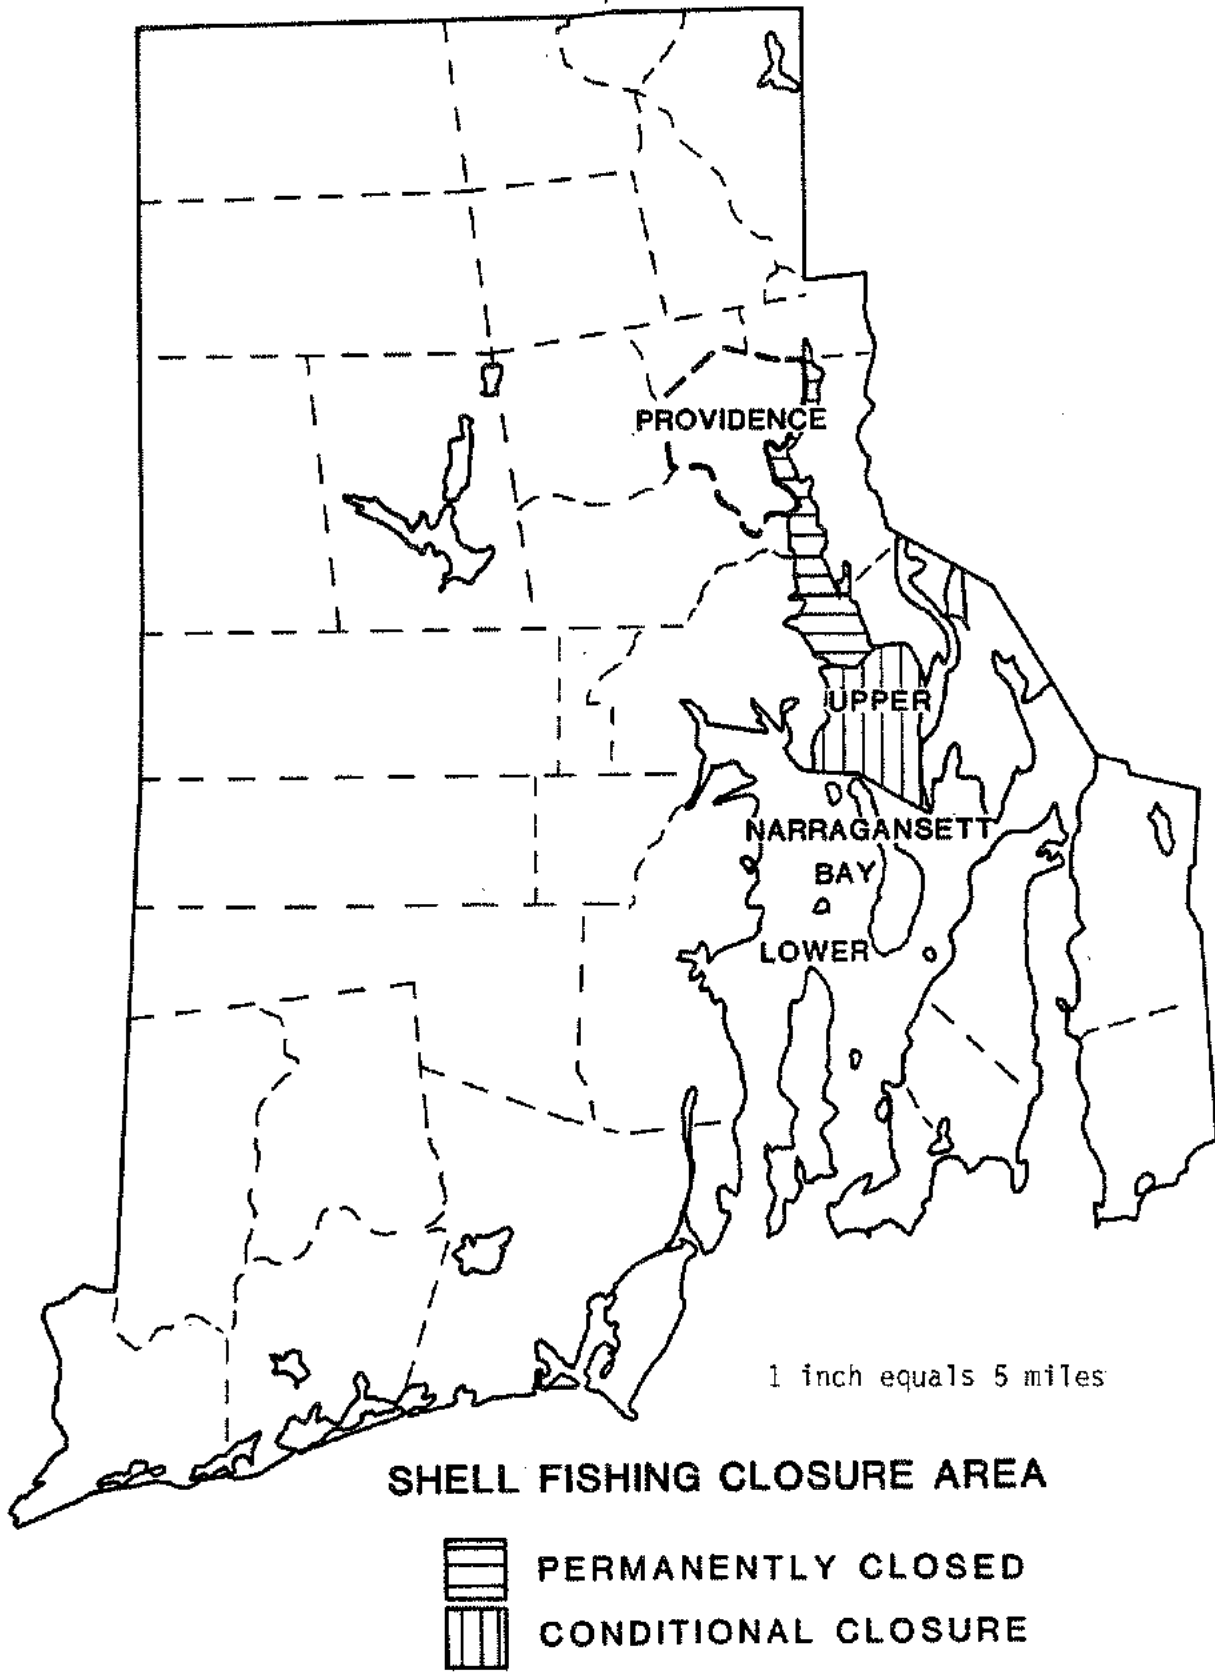 PROVIDENCE
UPPER
NARRAGANSETT
BAY
LOWER
1 inch equals 5 miles
SHELL FISHING CLOSURE AREA
PERMANENTLY CLOSED
CONDITIONAL CLOSURE